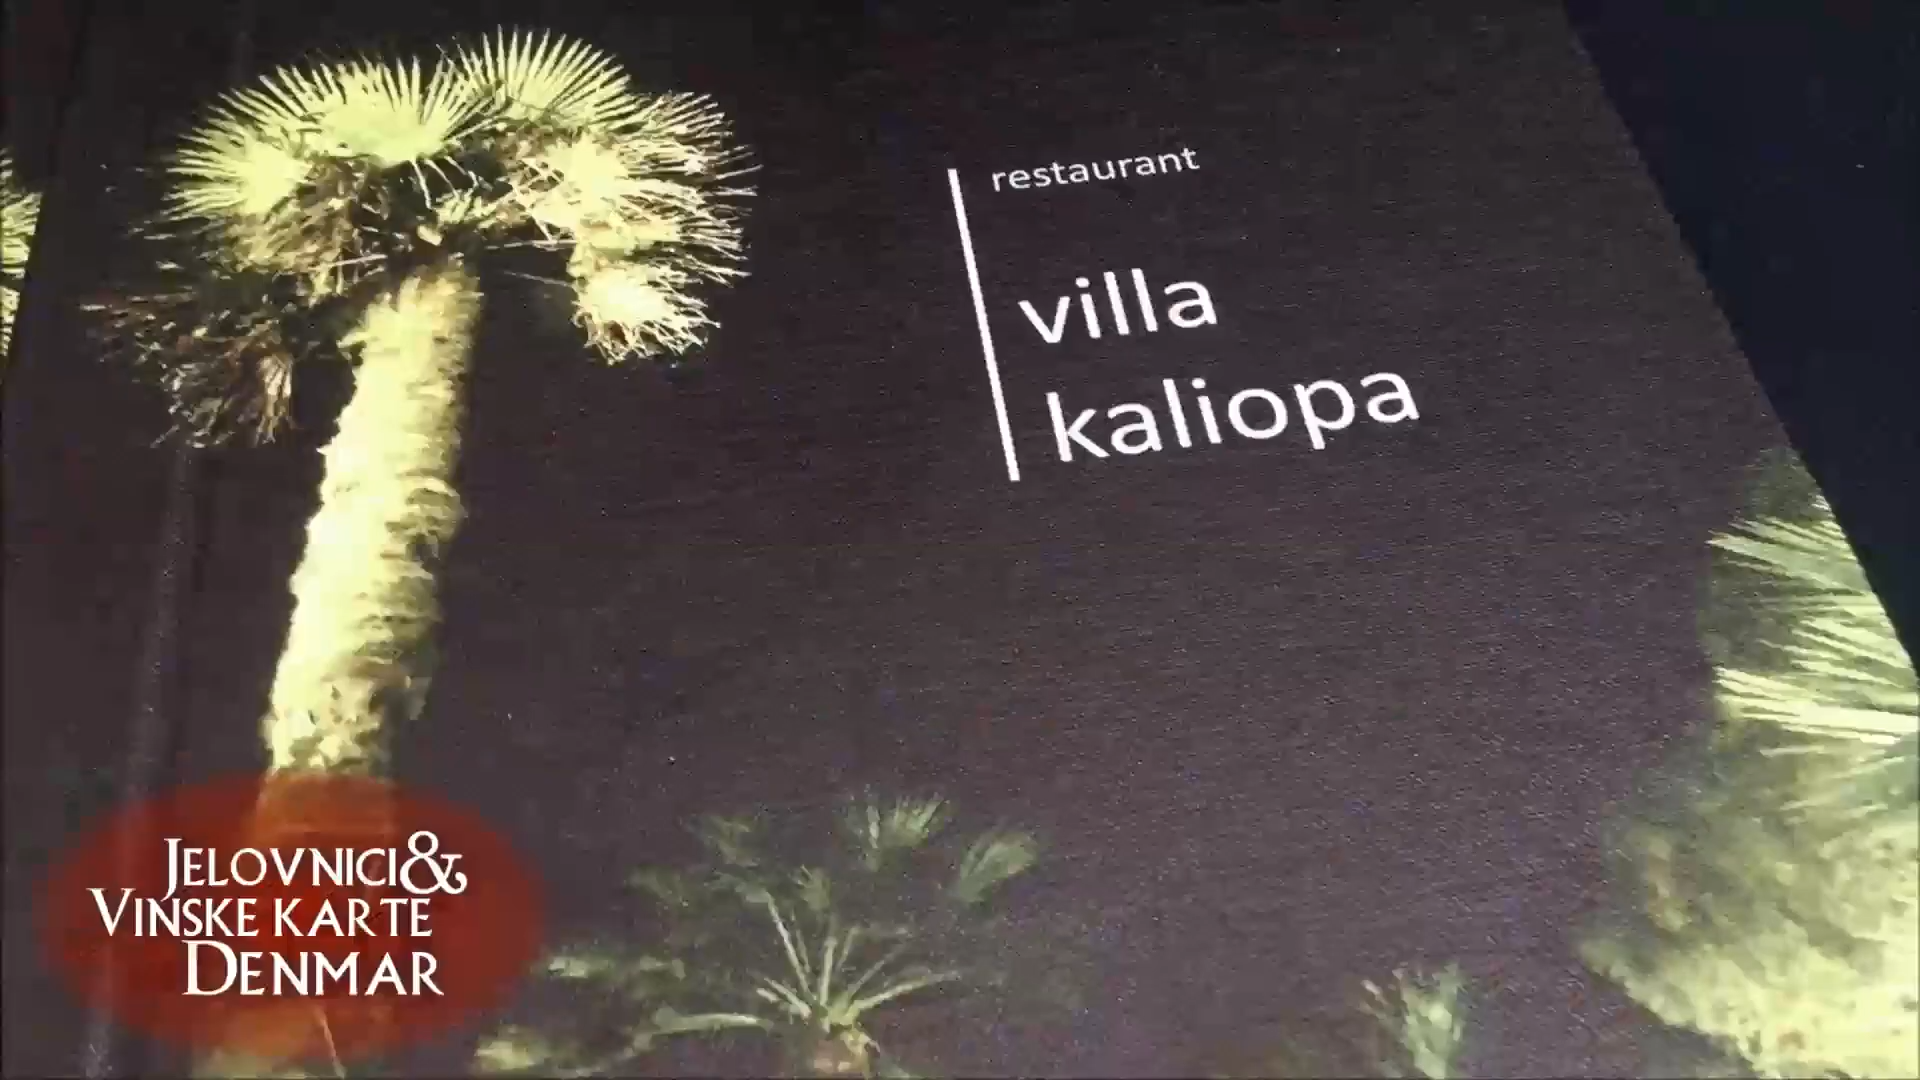 restaurant
villa
kaliopa
JELOVNICI&
VINSKE KARTE
DENMAR